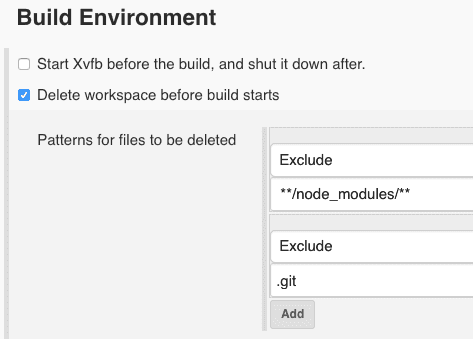 Build Environment
Start Xvfb before the build, and shut it down after.
Delete workspace before build starts
Patterns for files to be deleted
Exclude
**/node_modules/**
Exclude
.git
Add